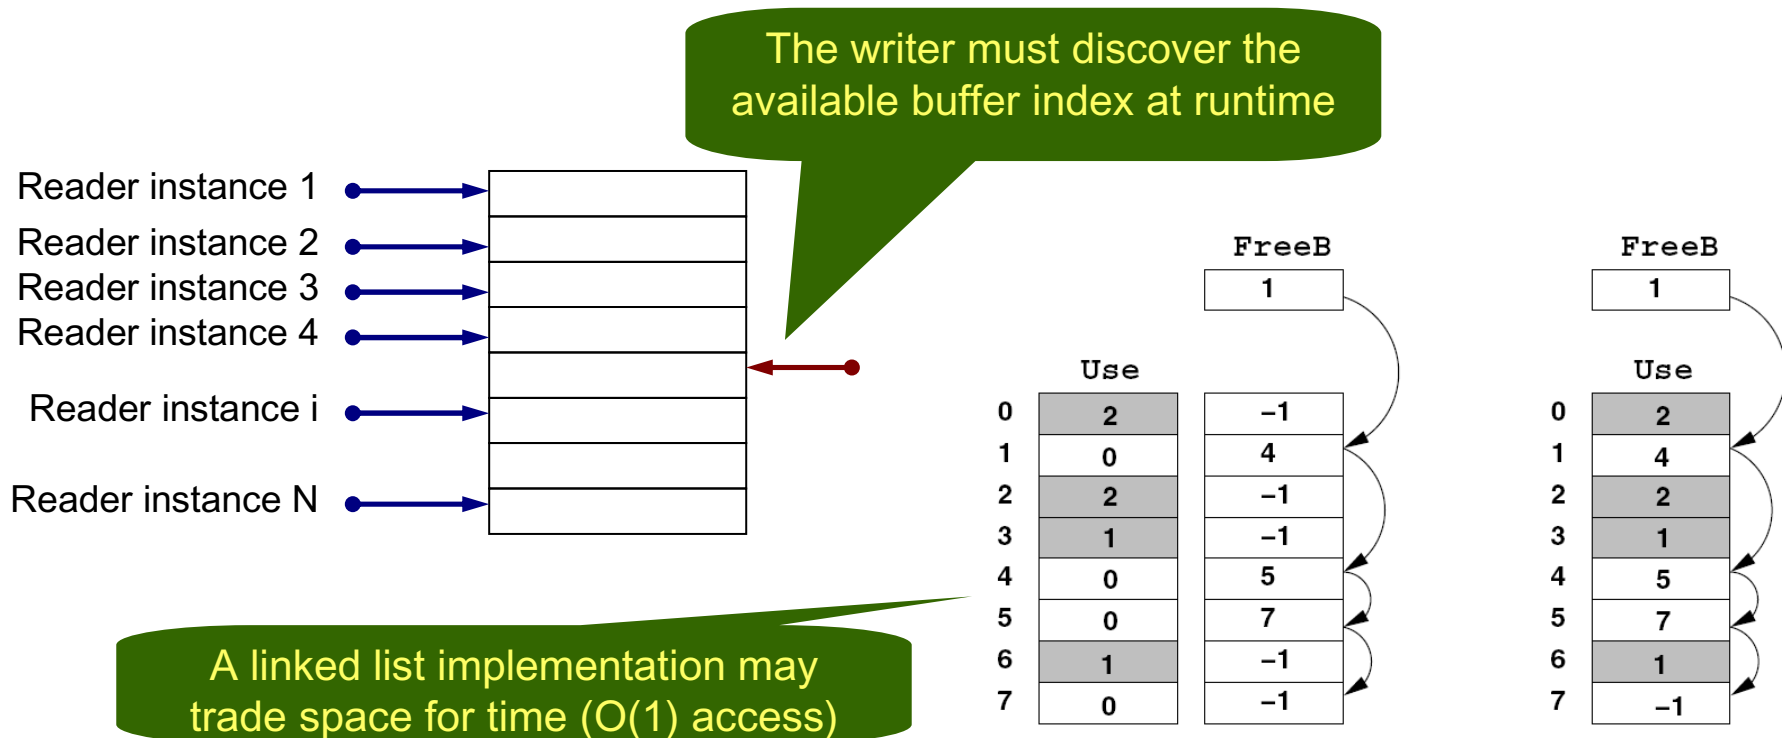 The writer must discover the
available buffer index at runtime
Reader instance 1
Reader instance 2
Reader instance 3
Reader instance 4
Reader instance i
Reader instance N
A linked list implementation may
trade space for time (O(1) access)
FreeB
1
Use
0 2 -1
1 0 4
2 2 -1
3 1 -1
4 0 5
5 0 7
6 1 -1
7 0 -1
FreeB
1
Use
0 2
1 4
2 2
3 1
4 5
5 7
6 1
7 -1